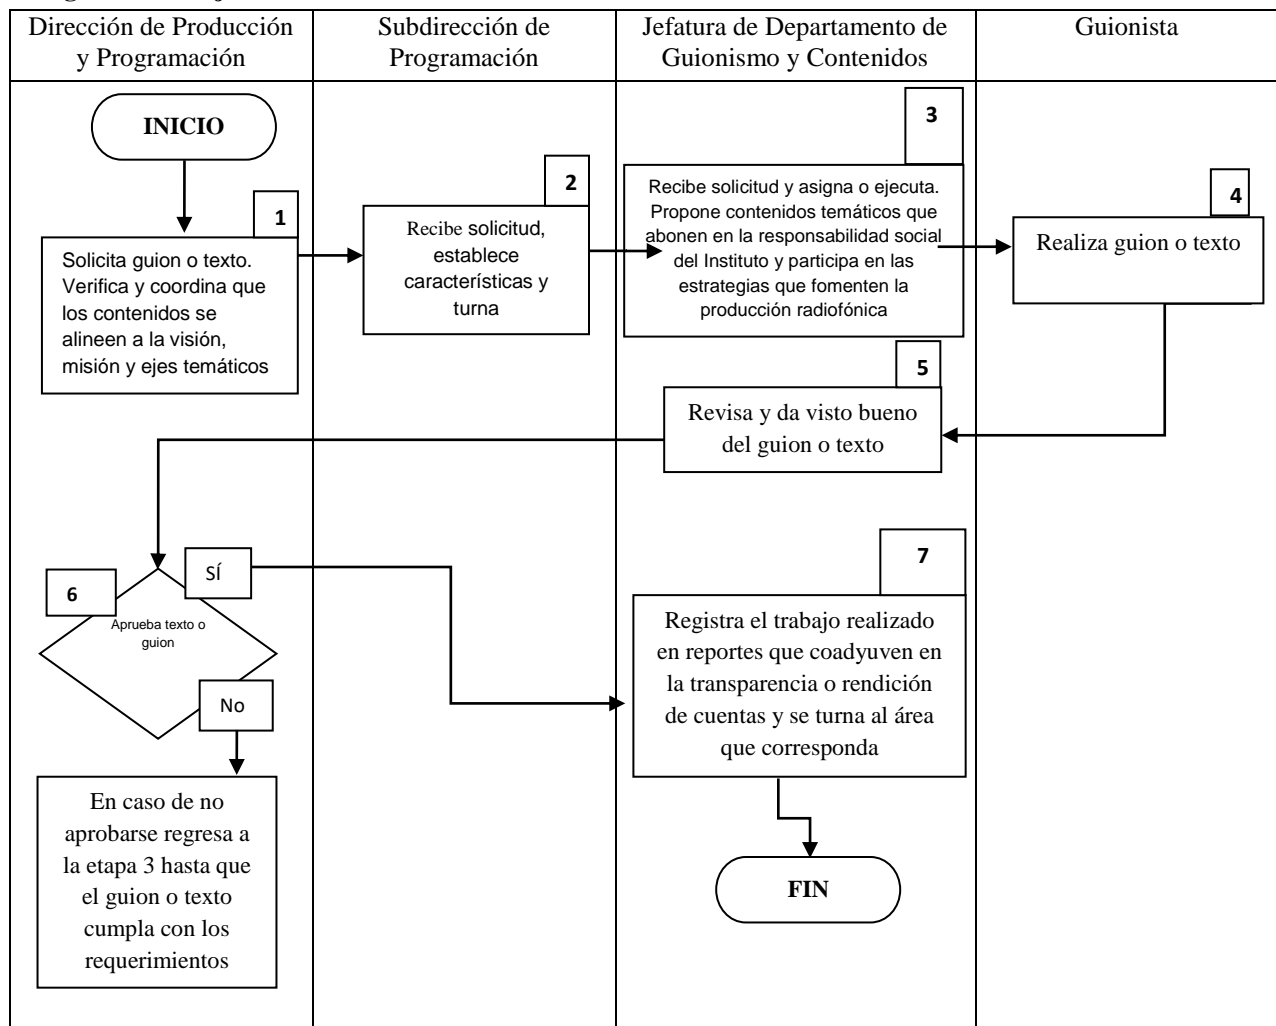 Dirección de Producción
y Programación
Subdirección de
Programación
Jefatura de Departamento de
Guionismo y Contenidos
Guionista
INICIO
1
Solicita guion o texto.
Verifica y coordina que
los contenidos se
alineen a la visión,
misión y ejes temáticos
2
Recibe solicitud,
establece
características y
turna
3
Recibe solicitud y asigna o ejecuta.
Propone contenidos temáticos que
abonen en la responsabilidad social
del Instituto y participa en las
estrategias que fomenten la
producción radiofónica
4
Realiza guion o texto
5
Revisa y da visto bueno
del guion o texto
6
Aprueba texto o
guion
SÍ
No
En caso de no
aprobarse regresa a
la etapa 3 hasta que
el guion o texto
cumpla con los
requerimientos
7
Registra el trabajo realizado
en reportes que coadyuven en
la transparencia o rendición
de cuentas y se turna al área
que corresponda
FIN